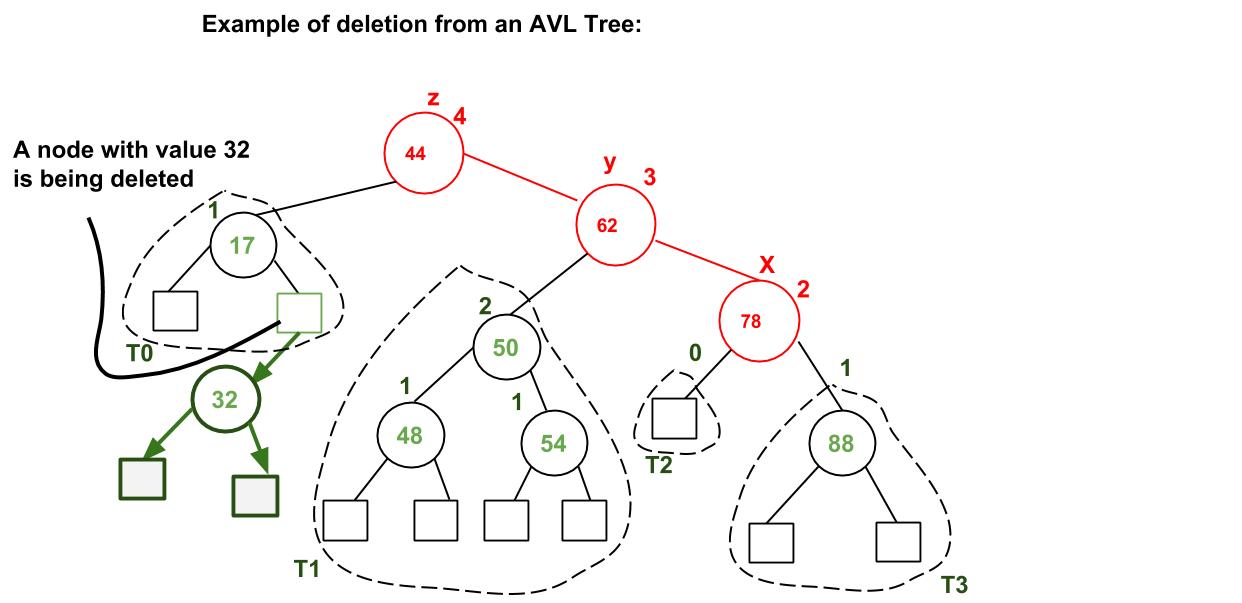 Example of deletion from an AVL Tree:
z
4
44
A node with value 32
is being deleted
y
3
62
1
17
X
2
78
T0
2
50
0
1
32
1
48
1
54
T2
88
T1
T3